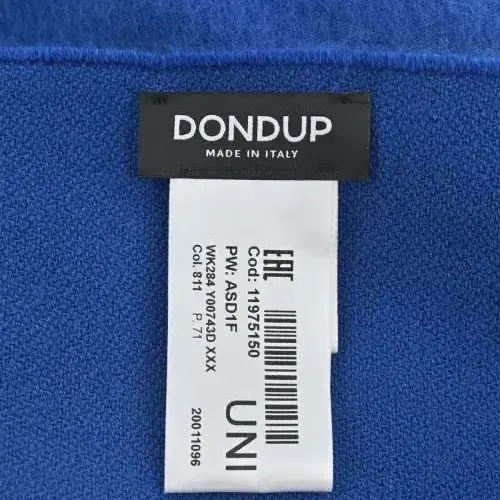 DONDUP
MADE IN ITALY
EAC
Cod: 11975150
PW: ASD1F
WK284 Y00743D XXX
Col. 811 P. 71
UNI
20011096